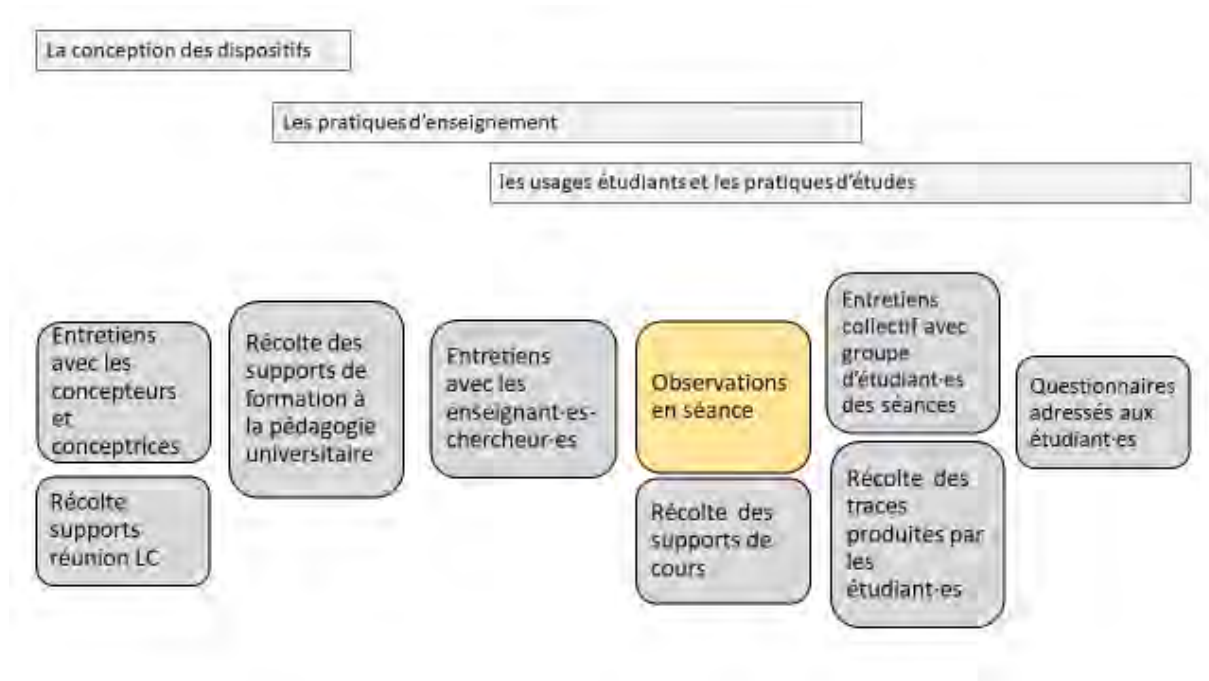 La conception des dispositifs
Les pratiques d'enseignement
les usages étudiants et les pratiques d'études
Entretiens
avec les
concepteurs
et
conceptrices
Récolte
supports
réunion LC
Récolte des
supports de
formation à
la pédagogie
universitaire
Entretiens
avec les
enseignant·es-
chercheur·es
Observations
en séance
Récolte des
supports de
cours
Entretiens
collectif avec
groupe
d'étudiant·es
des séances
Récolte des
traces
produites par
les
étudiant·es
Questionnaires
adressés aux
étudiant·es